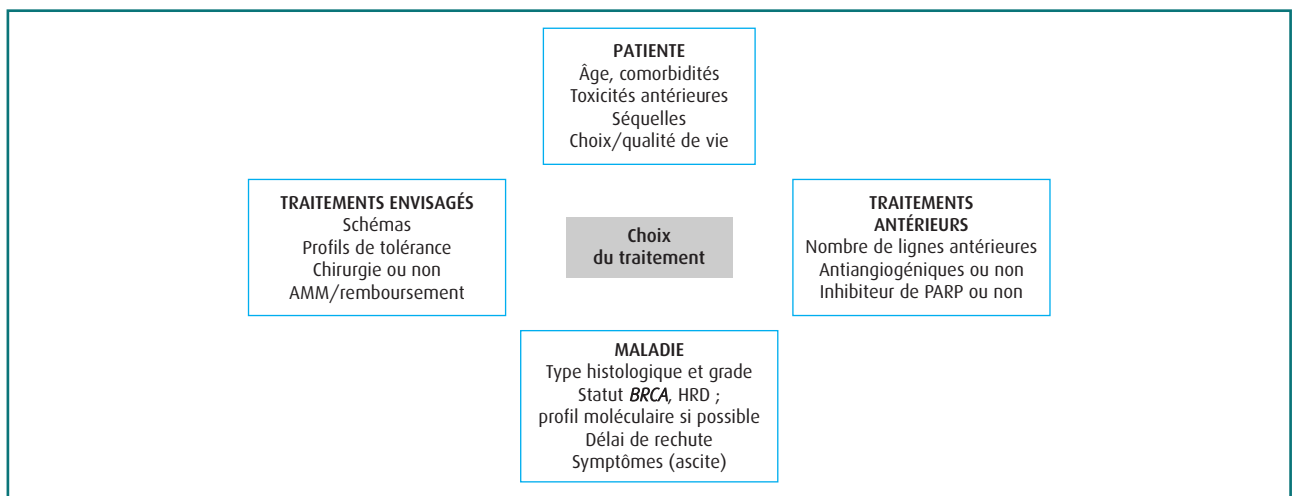 PATIENTE
Âge, comorbidités
Toxicités antérieures
Séquelles
Choix/qualité de vie
TRAITEMENTS ENVISAGÉS
Schémas
Profils de tolérance
Chirurgie ou non
AMM/remboursement
Choix
du traitement
TRAITEMENTS
ANTÉRIEURS
Nombre de lignes antérieures
Antiangiogéniques ou non
Inhibiteur de PARP ou non
MALADIE
Type histologique et grade
Statut BRCA, HRD ;
profil moléculaire si possible
Délai de rechute
Symptômes (ascite)